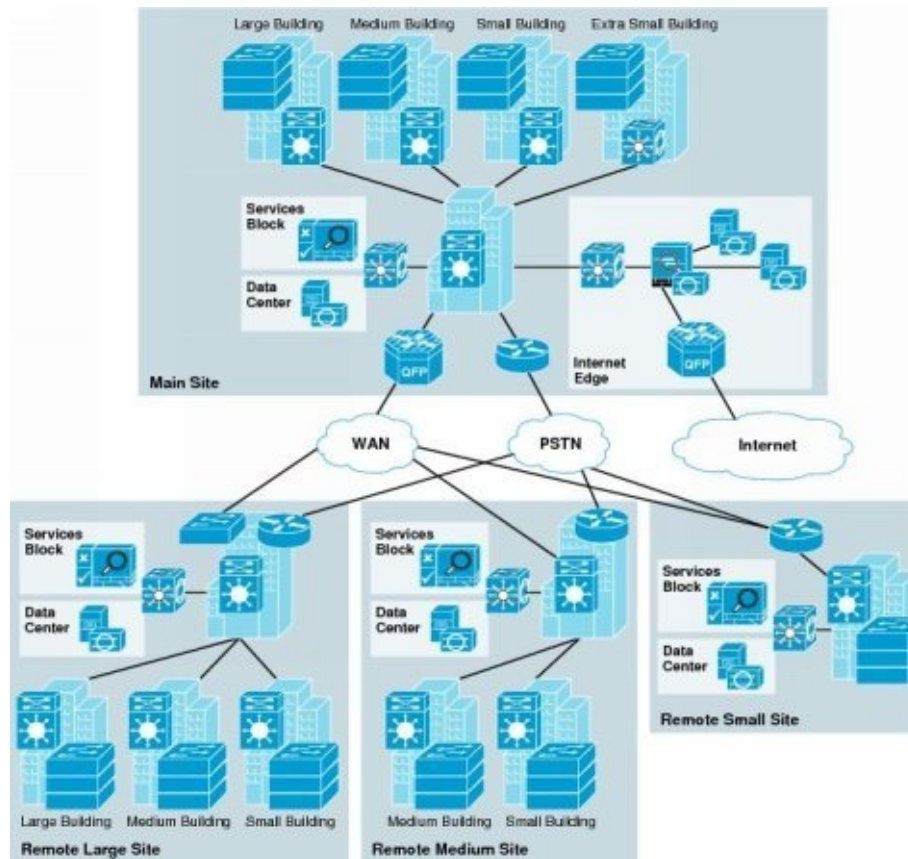 Large Building
Medium Building
Small Building
Extra Small Building
Services
Block
Data
Center
QFP
Internet
Edge
QFP
Main Site
WAN
PSTN
Internet
Services
Block
Data
Center
Large Building
Medium Building
Small Building
Remote Large Site
Services
Block
Data
Center
Medium Building
Small Building
Remote Medium Site
Services
Block
Data
Center
Remote Small Site